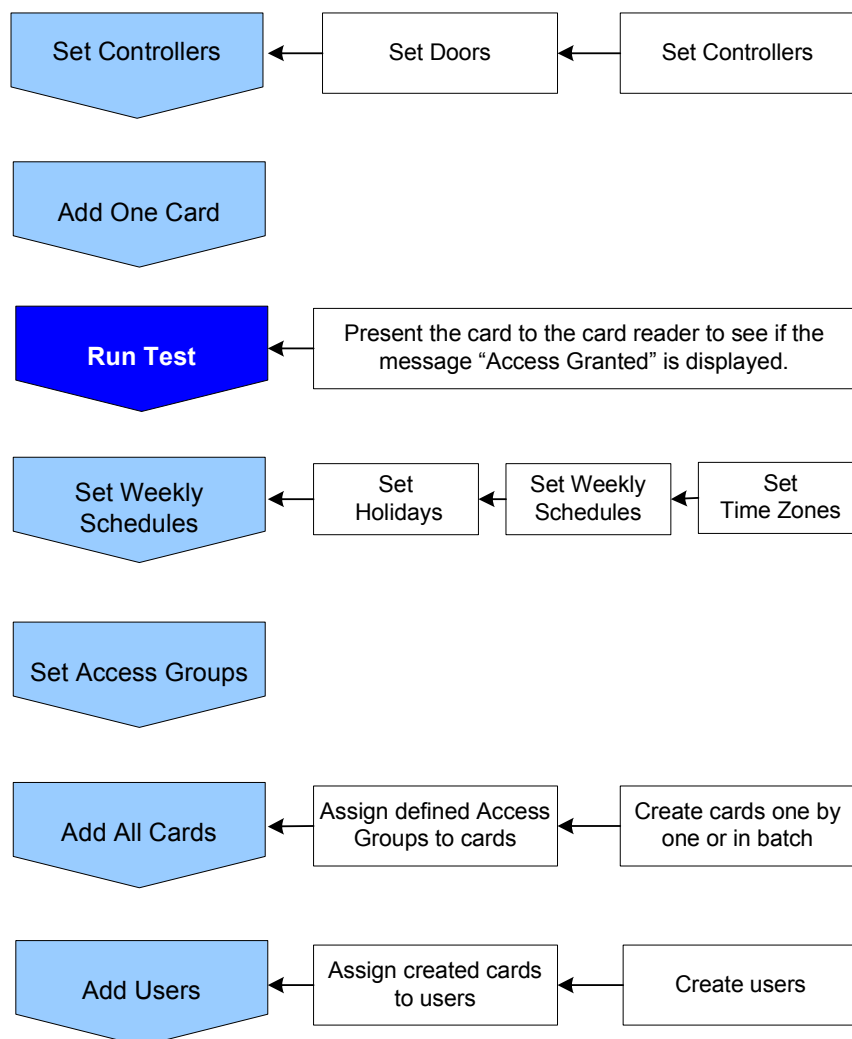 Set Controllers
Set Doors
Set Controllers
Add One Card
Run Test
Present the card to the card reader to see if the
message “Access Granted” is displayed.
Set Weekly
Schedules
Set
Holidays
Set Weekly
Schedules
Set
Time Zones
Set Access Groups
Add All Cards
Assign defined Access
Groups to cards
Create cards one by
one or in batch
Add Users
Assign created cards
to users
Create users